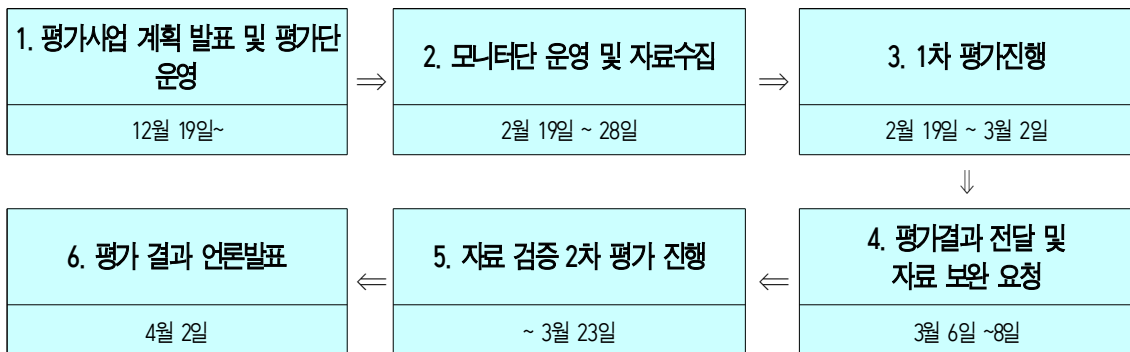 1. 평가사업 계획 발표 및 평가단
운영
12월 19일~
⇒
2. 모니터단 운영 및 자료수집
2월 19일 ~ 28일
⇒
3. 1차 평가진행
2월 19일 ~ 3월 2일
⇓
4. 평가결과 전달 및
자료 보완 요청
3월 6일 ~8일
⇐
5. 자료 검증 2차 평가 진행
~ 3월 23일
⇐
6. 평가 결과 언론발표
4월 2일